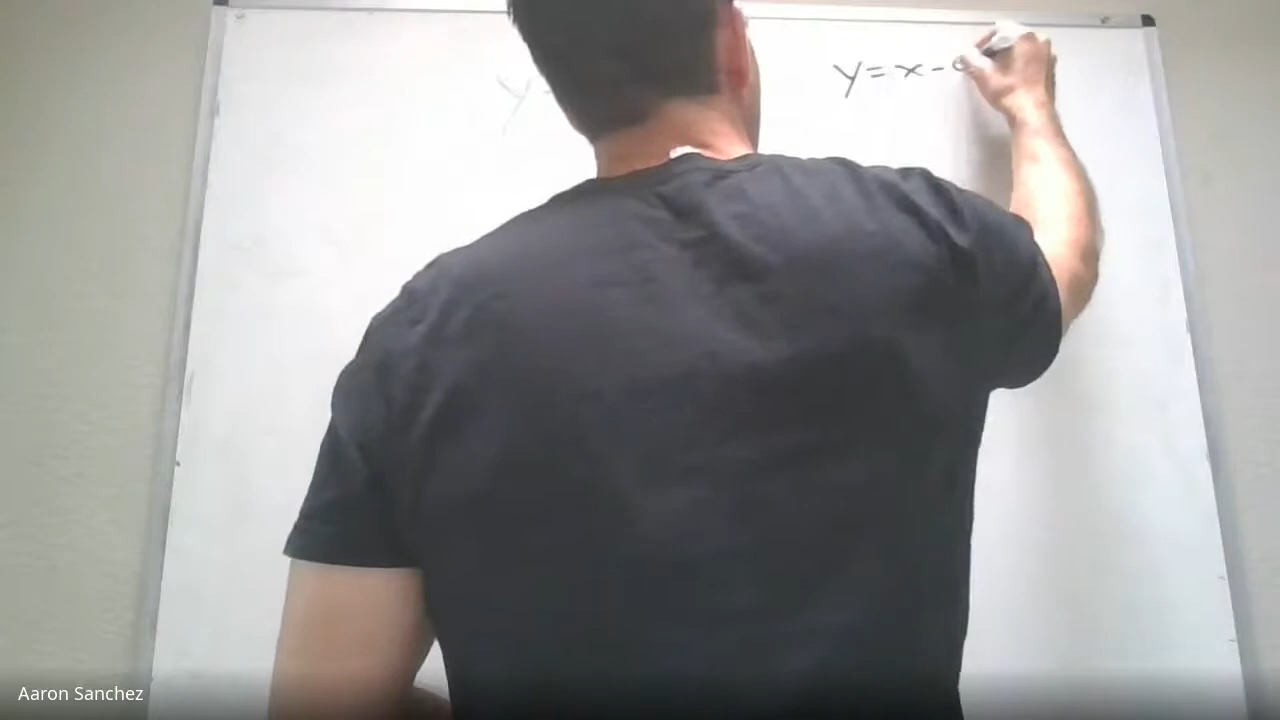 y = x -
Aaron Sanchez